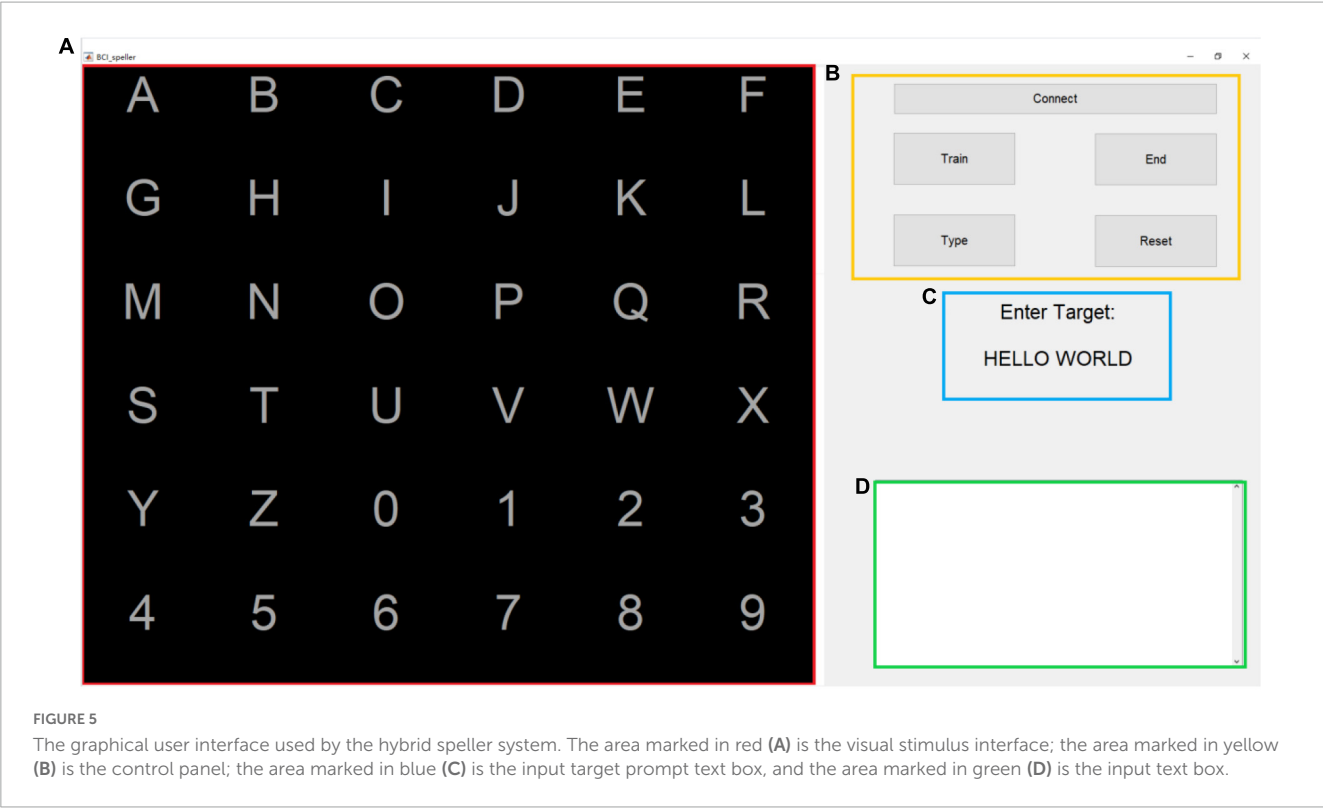 A
BCI_speller
A B C D E F
G H I J K L
M N O P Q R
S T U V W X
Y Z 0 1 2 3
4 5 6 7 8 9
B
Connect
Train End
Type Reset
C
Enter Target:
HELLO WORLD
D
FIGURE 5
The graphical user interface used by the hybrid speller system. The area marked in red (A) is the visual stimulus interface; the area marked in yellow
(B) is the control panel; the area marked in blue (C) is the input target prompt text box, and the area marked in green (D) is the input text box.